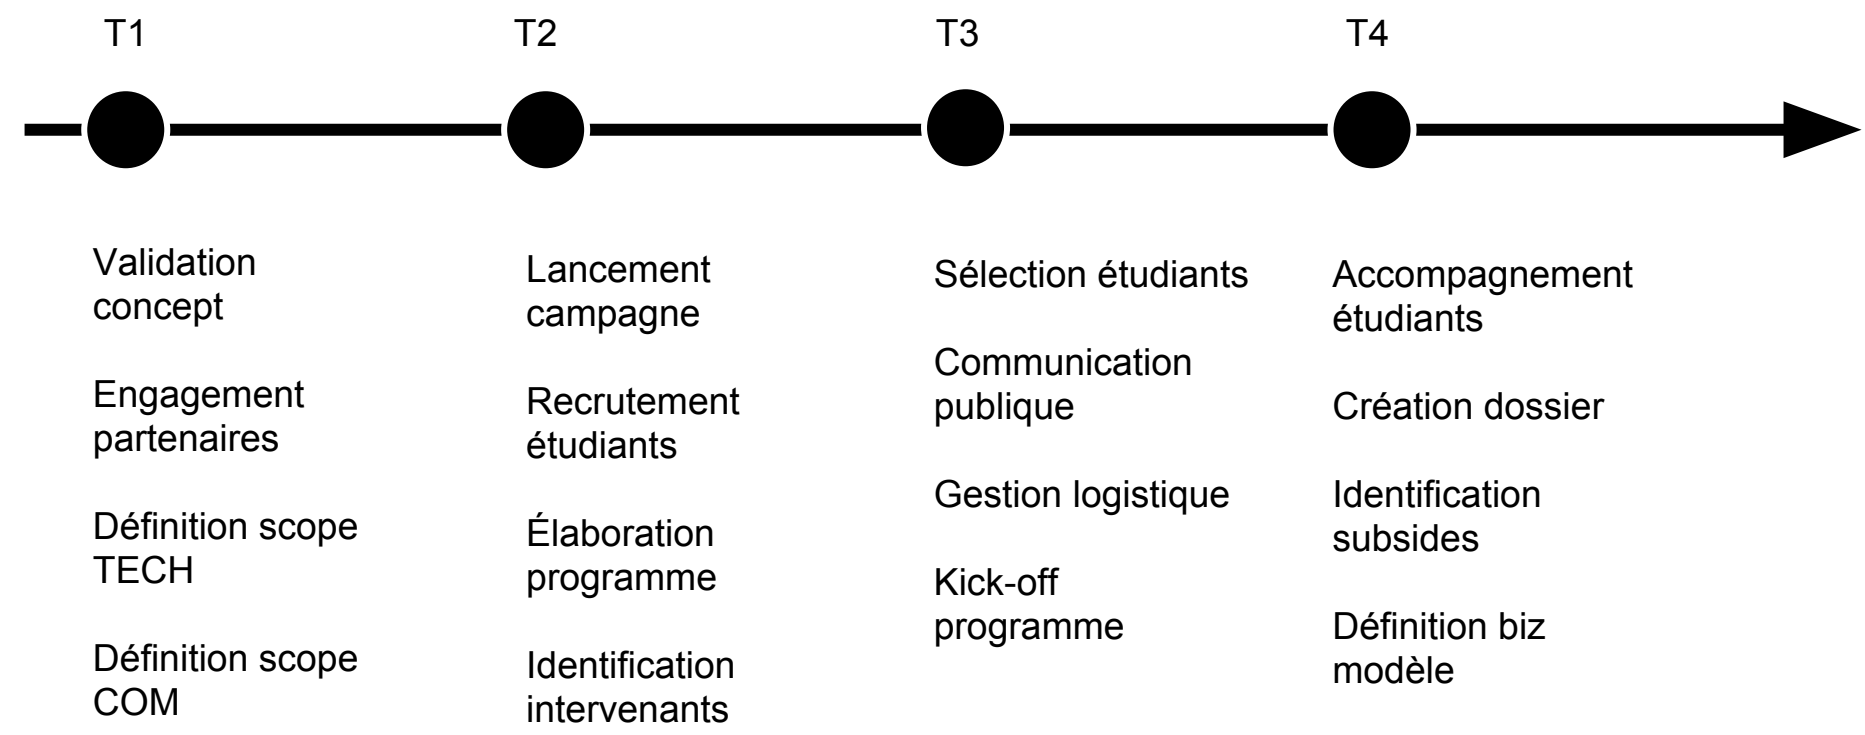 T1
T2
T3
T4
Validation
concept
Engagement
partenaires
Définition scope
TECH
Définition scope
COM
Lancement
campagne
Recrutement
étudiants
Élaboration
programme
Identification
intervenants
Sélection étudiants
Communication
publique
Gestion logistique
Kick-off
programme
Accompagnement
étudiants
Création dossier
Identification
subsides
Définition biz
modèle